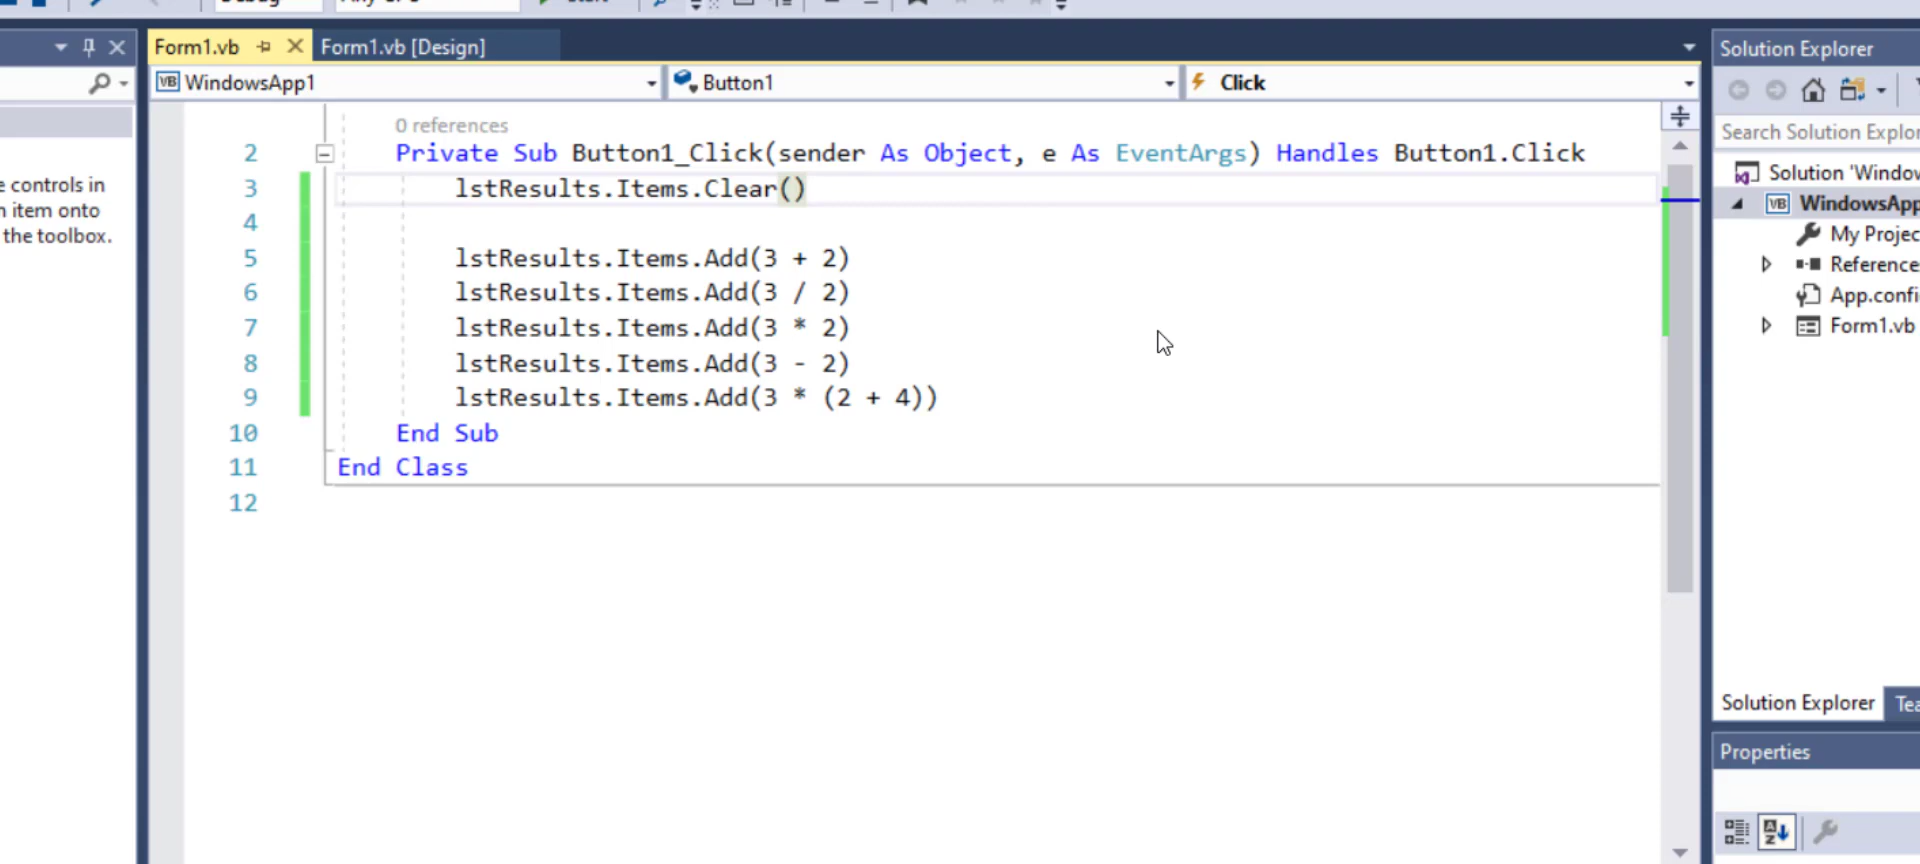 Form1.vb
Form1.vb [Design]
WindowsApp1
Button1
Click
e controls in
n item onto
the toolbox.
0 references
2 Private Sub Button1_Click(sender As Object, e As EventArgs) Handles Button1.Click
3 lstResults.Items.Clear()
4
5 lstResults.Items.Add(3 + 2)
6 lstResults.Items.Add(3 / 2)
7 lstResults.Items.Add(3 * 2)
8 lstResults.Items.Add(3 - 2)
9 lstResults.Items.Add(3 * (2 + 4))
10 End Sub
11 End Class
12
Solution Explorer
Search Solution Explor
Solution 'Window
WindowsApp
My Projec
Reference
App.confi
Form1.vb
Solution Explorer
Tea
Properties